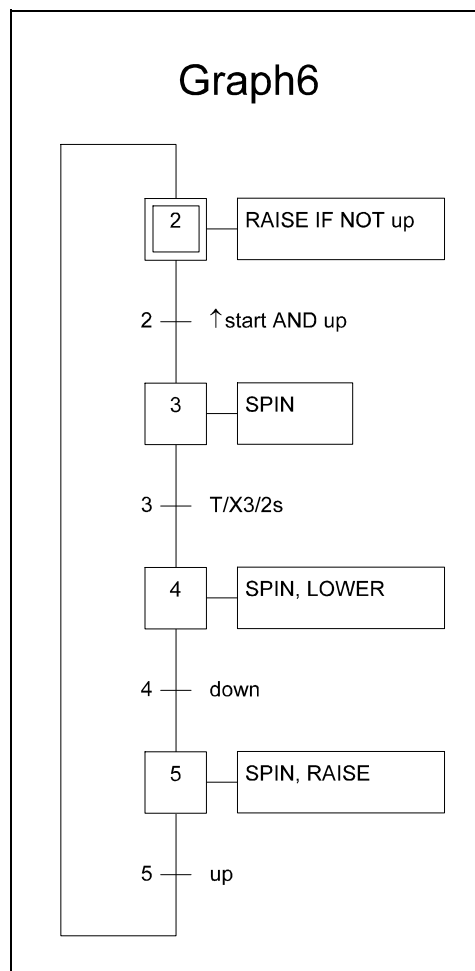 Graph6
2 RAISE IF NOT up
2 ↑start AND up
3 SPIN
3 T/X3/2s
4 SPIN, LOWER
4 down
5 SPIN, RAISE
5 up